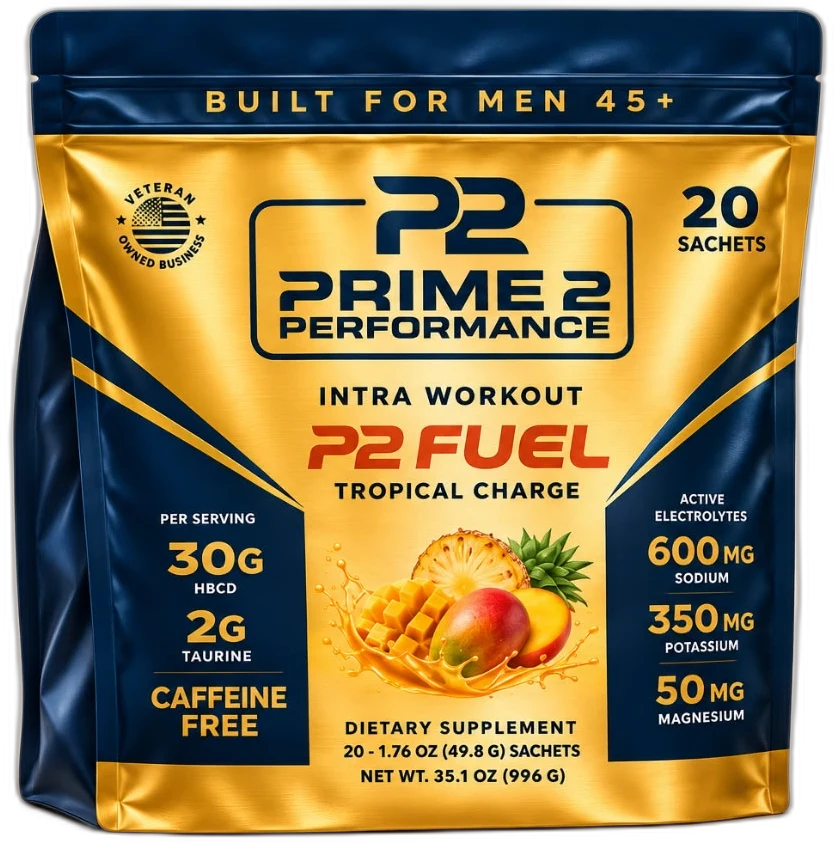 BUILT FOR MEN 45+
VETERAN
OWNED BUSINESS
P2
PRIME 2
PERFORMANCE
20
SACHETS
INTRA WORKOUT
P2 FUEL
TROPICAL CHARGE
PER SERVING
30G
HBCD
2G
TAURINE
CAFFEINE
FREE
ACTIVE
ELECTROLYTES
600 MG
SODIUM
350 MG
POTASSIUM
50 MG
MAGNESIUM
DIETARY SUPPLEMENT
20 - 1.76 OZ (49.8 G) SACHETS
NET WT. 35.1 OZ (996 G)